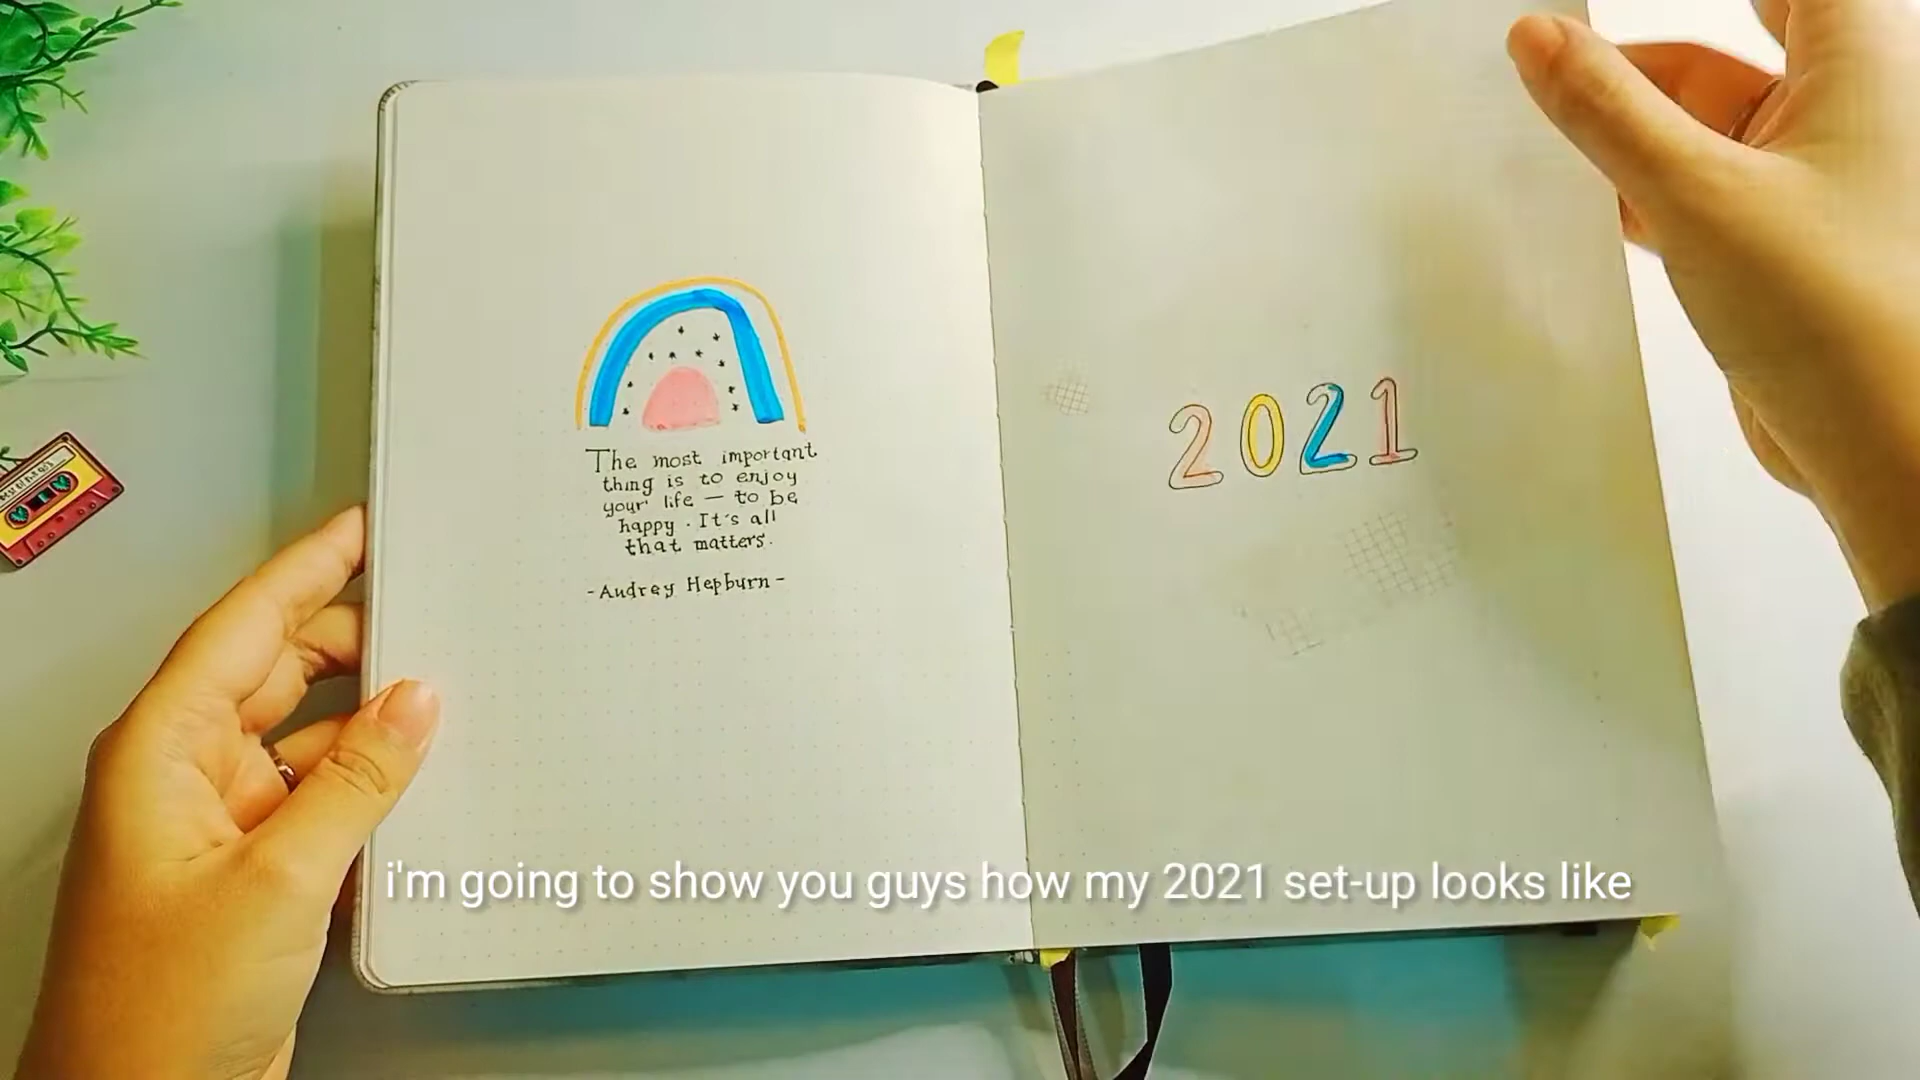 The most important
thing is to enjoy
your life — to be
happy. It's all
that matters.
-Audrey Hepburn-
2021
i'm going to show you guys how my 2021 set-up looks like